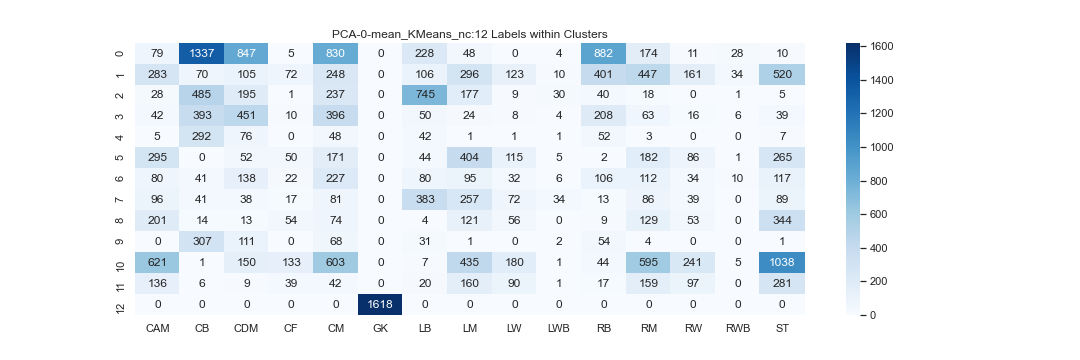 PCA-0-mean_KMeans_nc:12 Labels within Clusters
0 79 1337 847 5 830 0 228 48 0 4 882 174 11 28 10
1 283 70 105 72 248 0 106 296 123 10 401 447 161 34 520
2 28 485 195 1 237 0 745 177 9 30 40 18 0 1 5
3 42 393 451 10 396 0 50 24 8 4 208 63 16 6 39
4 5 292 76 0 48 0 42 1 1 1 52 3 0 0 7
5 295 0 52 50 171 0 44 404 115 5 2 182 86 1 265
6 80 41 138 22 227 0 80 95 32 6 106 112 34 10 117
7 96 41 38 17 81 0 383 257 72 34 13 86 39 0 89
8 201 14 13 54 74 0 4 121 56 0 9 129 53 0 344
9 0 307 111 0 68 0 31 1 0 2 54 4 0 0 1
10 621 1 150 133 603 0 7 435 180 1 44 595 241 5 1038
11 136 6 9 39 42 0 20 160 90 1 17 159 97 0 281
12 0 0 0 0 0 1618 0 0 0 0 0 0 0 0 0
CAM CB CDM CF CM GK LB LM LW LWB RB RM RW RWB ST
1600
1400
1200
1000
800
600
400
200
0